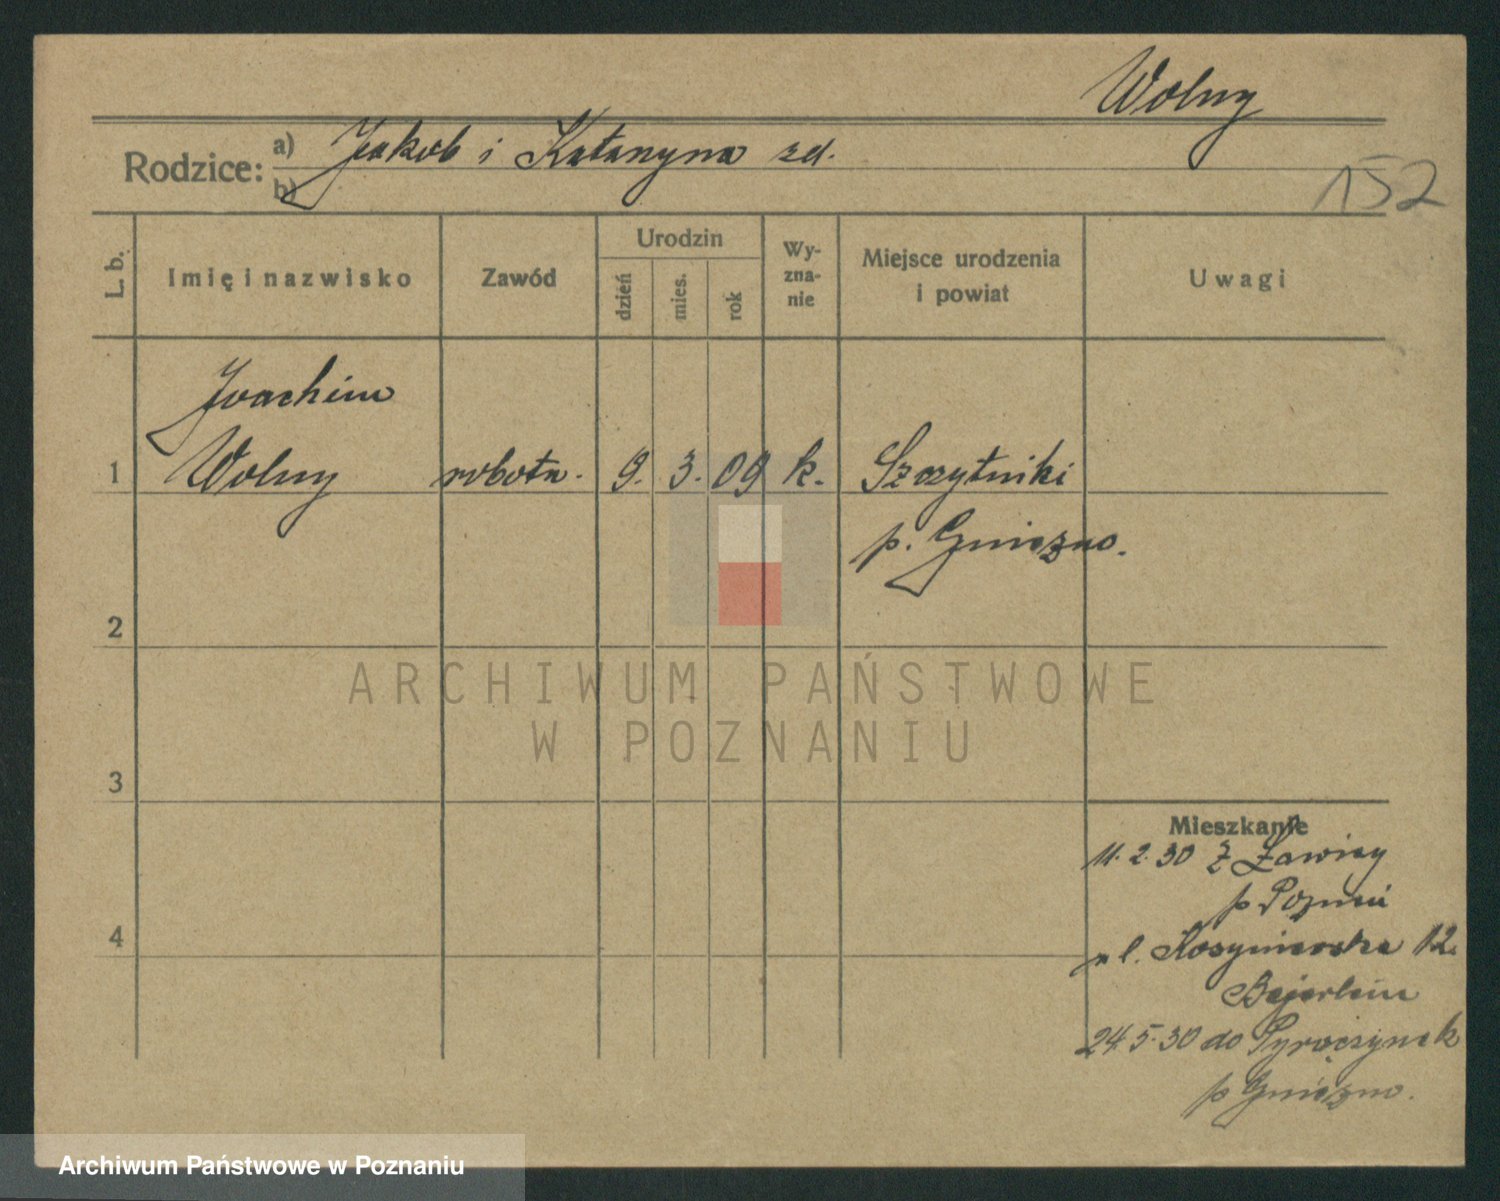 Wolny
Rodzice:
a) Jakob i Katarzyna zd.
b)
152
L. b.
Imię i nazwisko
Zawód
Urodzin
dzień
mies.
rok
Wy-
zna-
nie
Miejsce urodzenia
i powiat
Uwagi
Joachim
1 Wolny robotn. 9. 3. 09 k. Szczytniki
p. Gniezno.
2
3
4
ARCHIWUM PAŃSTWOWE
W POZNANIU
Mieszkanie
11.2.30 z Żawiey
p Poznań
ul. 12.
Bejerlein
24.5.30 do
p Gniezno.
Archiwum Państwowe w Poznaniu